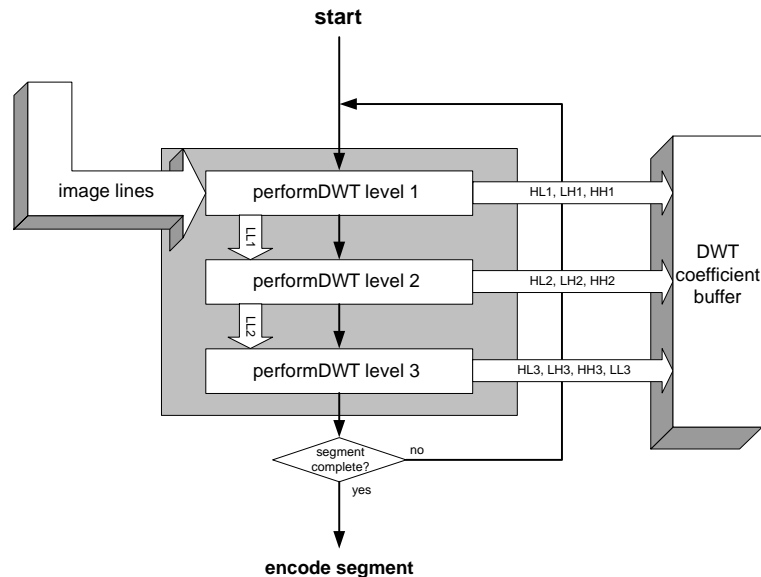 start
image lines
performDWT level 1
HL1, LH1, HH1
LL1
performDWT level 2
HL2, LH2, HH2
DWT
coefficient
buffer
LL2
performDWT level 3
HL3, LH3, HH3, LL3
segment
complete?
no
yes
encode segment